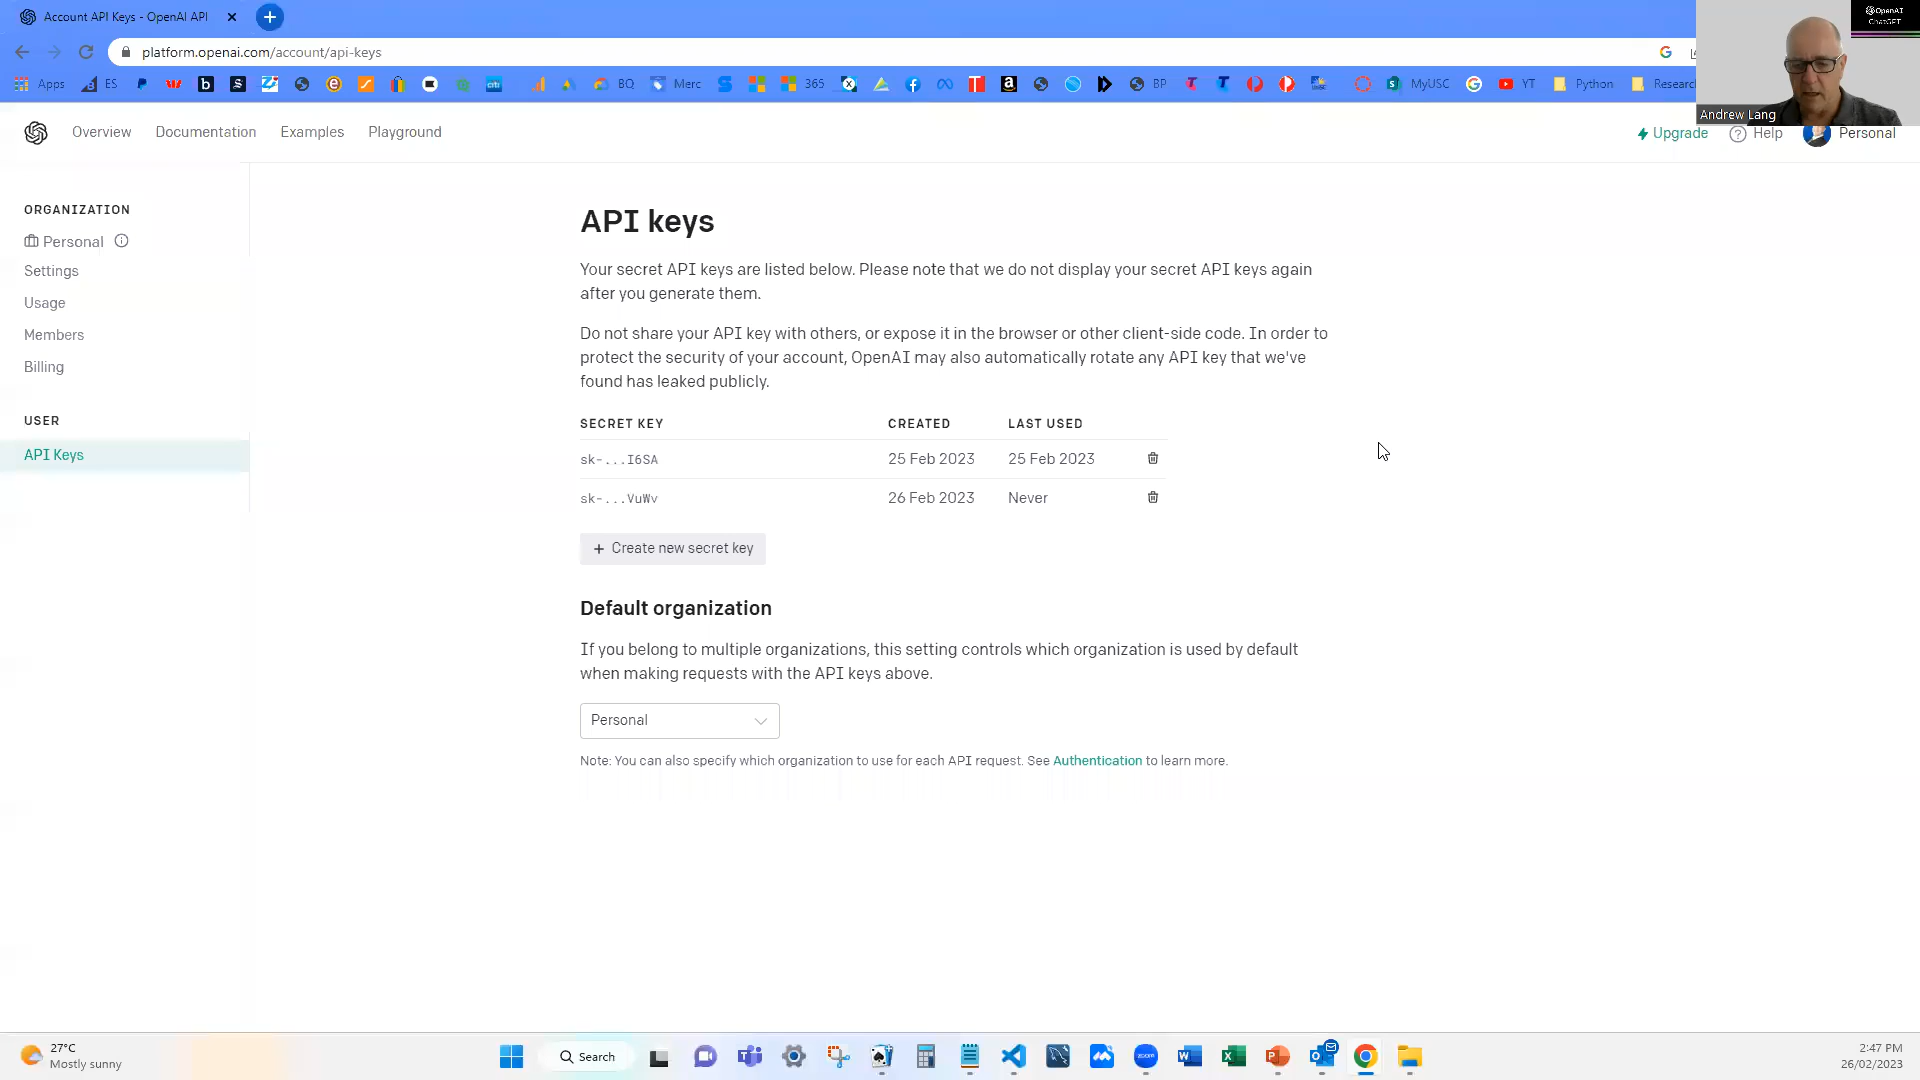 Account API Keys - OpenAI API
platform.openai.com/account/api-keys
Apps ES BQ Merc 365 BP MyUSC YT Python Researc
OpenAI
ChatGPT
Andrew Lang
Overview Documentation Examples Playground
Upgrade Help Personal
ORGANIZATION
Personal
Settings
Usage
Members
Billing
USER
API Keys
API keys
Your secret API keys are listed below. Please note that we do not display your secret API keys again
after you generate them.
Do not share your API key with others, or expose it in the browser or other client-side code. In order to
protect the security of your account, OpenAI may also automatically rotate any API key that we've
found has leaked publicly.
SECRET KEY CREATED LAST USED
sk-...I6SA 25 Feb 2023 25 Feb 2023
sk-...VuWv 26 Feb 2023 Never
+ Create new secret key
Default organization
If you belong to multiple organizations, this setting controls which organization is used by default
when making requests with the API keys above.
Personal
Note: You can also specify which organization to use for each API request. See Authentication to learn more.
27°C
Mostly sunny
Search
zoom
2:47 PM
26/02/2023